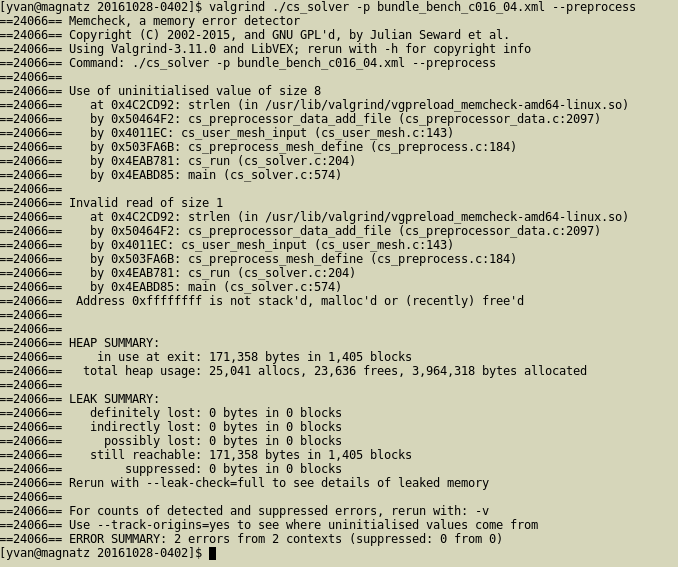 [yvan@magnatz 20161028-0402]$ valgrind ./cs_solver -p bundle_bench_c016_04.xml --preprocess
==24066== Memcheck, a memory error detector
==24066== Copyright (C) 2002-2015, and GNU GPL'd, by Julian Seward et al.
==24066== Using Valgrind-3.11.0 and LibVEX; rerun with -h for copyright info
==24066== Command: ./cs_solver -p bundle_bench_c016_04.xml --preprocess
==24066==
==24066== Use of uninitialised value of size 8
==24066==    at 0x4C2CD92: strlen (in /usr/lib/valgrind/vgpreload_memcheck-amd64-linux.so)
==24066==    by 0x50464F2: cs_preprocessor_data_add_file (cs_preprocessor_data.c:2097)
==24066==    by 0x4011EC: cs_user_mesh_input (cs_user_mesh.c:143)
==24066==    by 0x503FA6B: cs_preprocess_mesh_define (cs_preprocess.c:184)
==24066==    by 0x4EAB781: cs_run (cs_solver.c:204)
==24066==    by 0x4EABD85: main (cs_solver.c:574)
==24066==
==24066== Invalid read of size 1
==24066==    at 0x4C2CD92: strlen (in /usr/lib/valgrind/vgpreload_memcheck-amd64-linux.so)
==24066==    by 0x50464F2: cs_preprocessor_data_add_file (cs_preprocessor_data.c:2097)
==24066==    by 0x4011EC: cs_user_mesh_input (cs_user_mesh.c:143)
==24066==    by 0x503FA6B: cs_preprocess_mesh_define (cs_preprocess.c:184)
==24066==    by 0x4EAB781: cs_run (cs_solver.c:204)
==24066==    by 0x4EABD85: main (cs_solver.c:574)
==24066==  Address 0xffffffff is not stack'd, malloc'd or (recently) free'd
==24066==
==24066==
==24066== HEAP SUMMARY:
==24066==     in use at exit: 171,358 bytes in 1,405 blocks
==24066==   total heap usage: 25,041 allocs, 23,636 frees, 3,964,318 bytes allocated
==24066==
==24066== LEAK SUMMARY:
==24066==    definitely lost: 0 bytes in 0 blocks
==24066==    indirectly lost: 0 bytes in 0 blocks
==24066==      possibly lost: 0 bytes in 0 blocks
==24066==    still reachable: 171,358 bytes in 1,405 blocks
==24066==         suppressed: 0 bytes in 0 blocks
==24066== Rerun with --leak-check=full to see details of leaked memory
==24066==
==24066== For counts of detected and suppressed errors, rerun with: -v
==24066== Use --track-origins=yes to see where uninitialised values come from
==24066== ERROR SUMMARY: 2 errors from 2 contexts (suppressed: 0 from 0)
[yvan@magnatz 20161028-0402]$